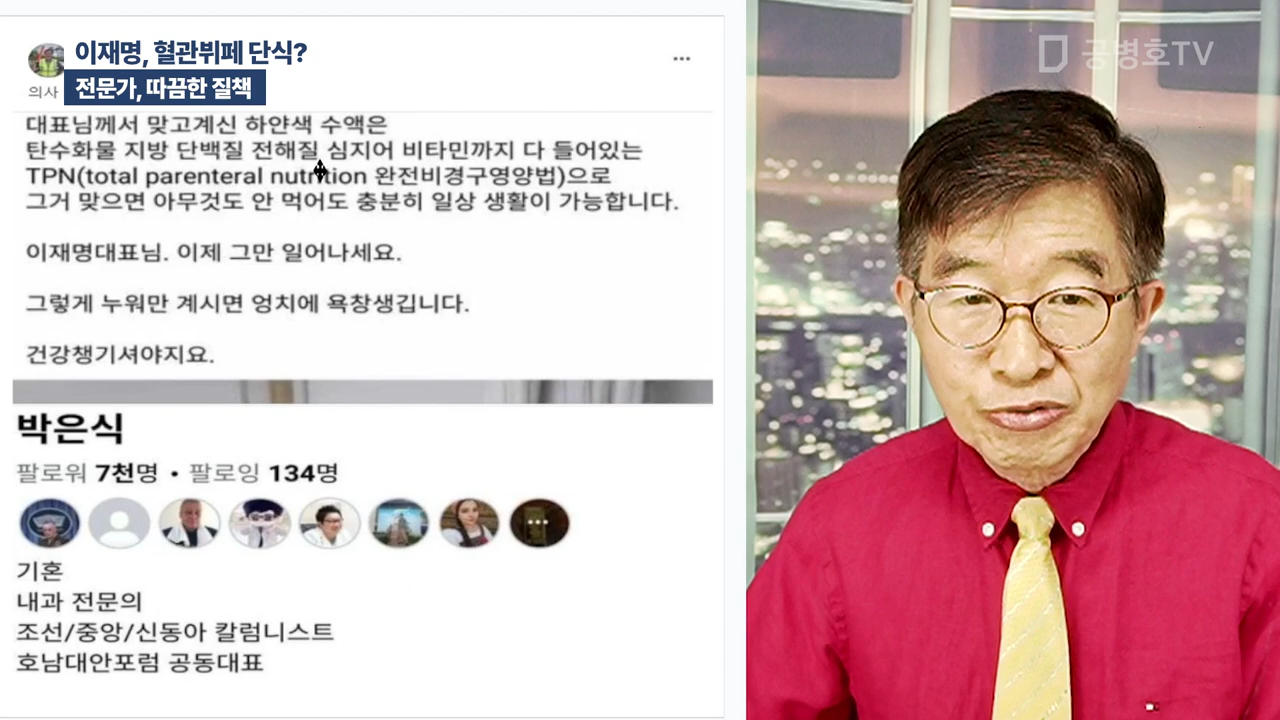 이재명, 혈관뷔페 단식?
전문가, 따끔한 질책
의사
대표님께서 맞고계신 하얀색 수액은
탄수화물 지방 단백질 전해질 심지어 비타민까지 다 들어있는
TPN(total parenteral nutrition 완전비경구영양법)으로
그거 맞으면 아무것도 안 먹어도 충분히 일상 생활이 가능합니다.
이재명대표님. 이제 그만 일어나세요.
그렇게 누워만 계시면 엉치에 욕창생깁니다.
건강챙기셔야지요.
박은식
팔로워 7천명 • 팔로잉 134명
기혼
내과 전문의
조선/중앙/신동아 칼럼니스트
호남대안포럼 공동대표
공병호TV